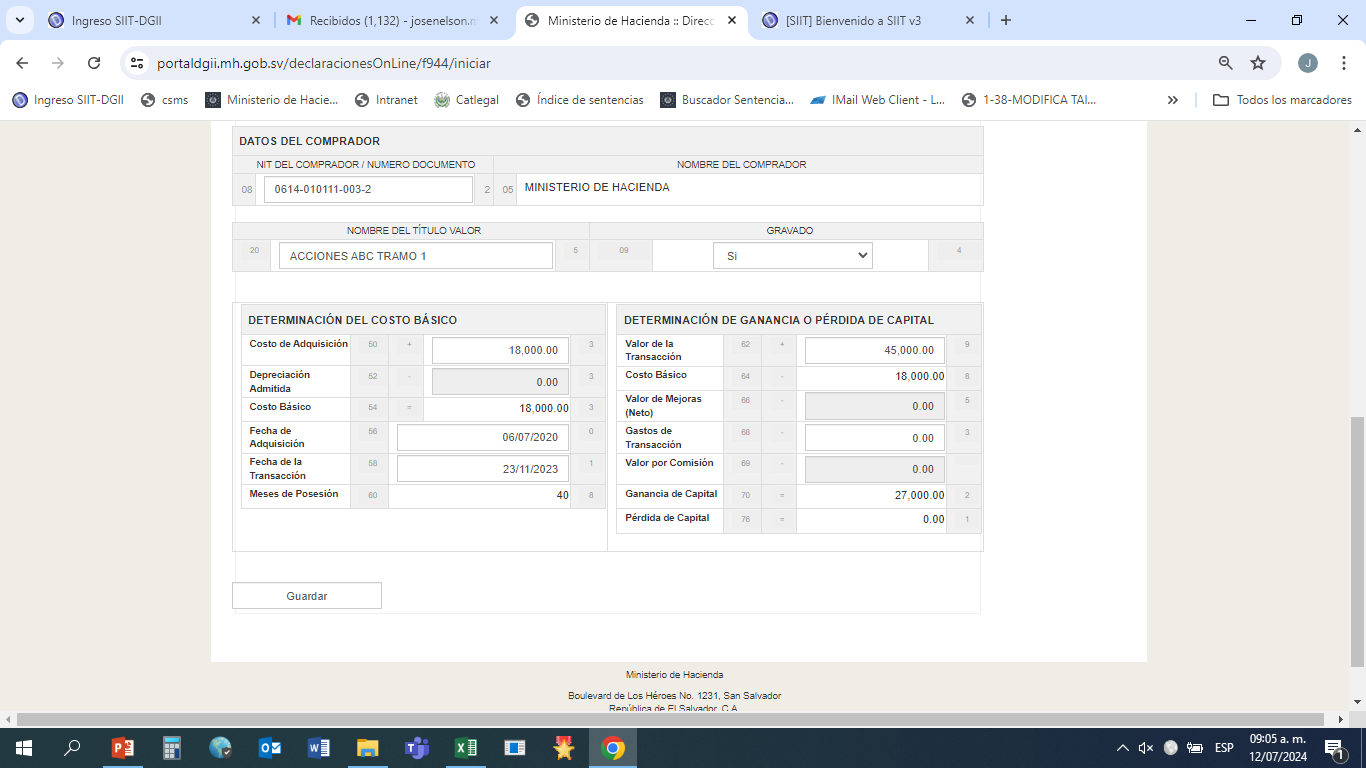 Ingreso SIIT-DGII
Recibidos (1,132) - josenelson.m
Ministerio de Hacienda :: Direcc
[SIIT] Bienvenido a SIIT v3
portaldgii.mh.gob.sv/declaracionesOnLine/f944/iniciar
J
Ingreso SIIT-DGII
csms
Ministerio de Hacie...
Intranet
Catlegal
Índice de sentencias
Buscador Sentencia...
IMail Web Client - L...
1-38-MODIFICA TAI...
Todos los marcadores
DATOS DEL COMPRADOR
NIT DEL COMPRADOR / NUMERO DOCUMENTO NOMBRE DEL COMPRADOR
08 0614-010111-003-2 2 05 MINISTERIO DE HACIENDA
NOMBRE DEL TÍTULO VALOR GRAVADO
20 ACCIONES ABC TRAMO 1 5 09 Si 4
DETERMINACIÓN DEL COSTO BÁSICO
Costo de Adquisición 50 + 18,000.00 3
Depreciación
Admitida 52 - 0.00 3
Costo Básico 54 = 18,000.00 3
Fecha de
Adquisición 56 06/07/2020 0
Fecha de la
Transacción 58 23/11/2023 1
Meses de Posesión 60 40 8
DETERMINACIÓN DE GANANCIA O PÉRDIDA DE CAPITAL
Valor de la
Transacción 62 + 45,000.00 9
Costo Básico 64 - 18,000.00 8
Valor de Mejoras
(Neto) 66 - 0.00 5
Gastos de
Transacción 68 - 0.00 3
Valor por Comisión 69 - 0.00
Ganancia de Capital 70 = 27,000.00 2
Pérdida de Capital 76 = 0.00 1
Guardar
Ministerio de Hacienda
Boulevard de Los Héroes No. 1231, San Salvador
República de El Salvador, C.A.
ESP
09:05 a. m.
12/07/2024
1